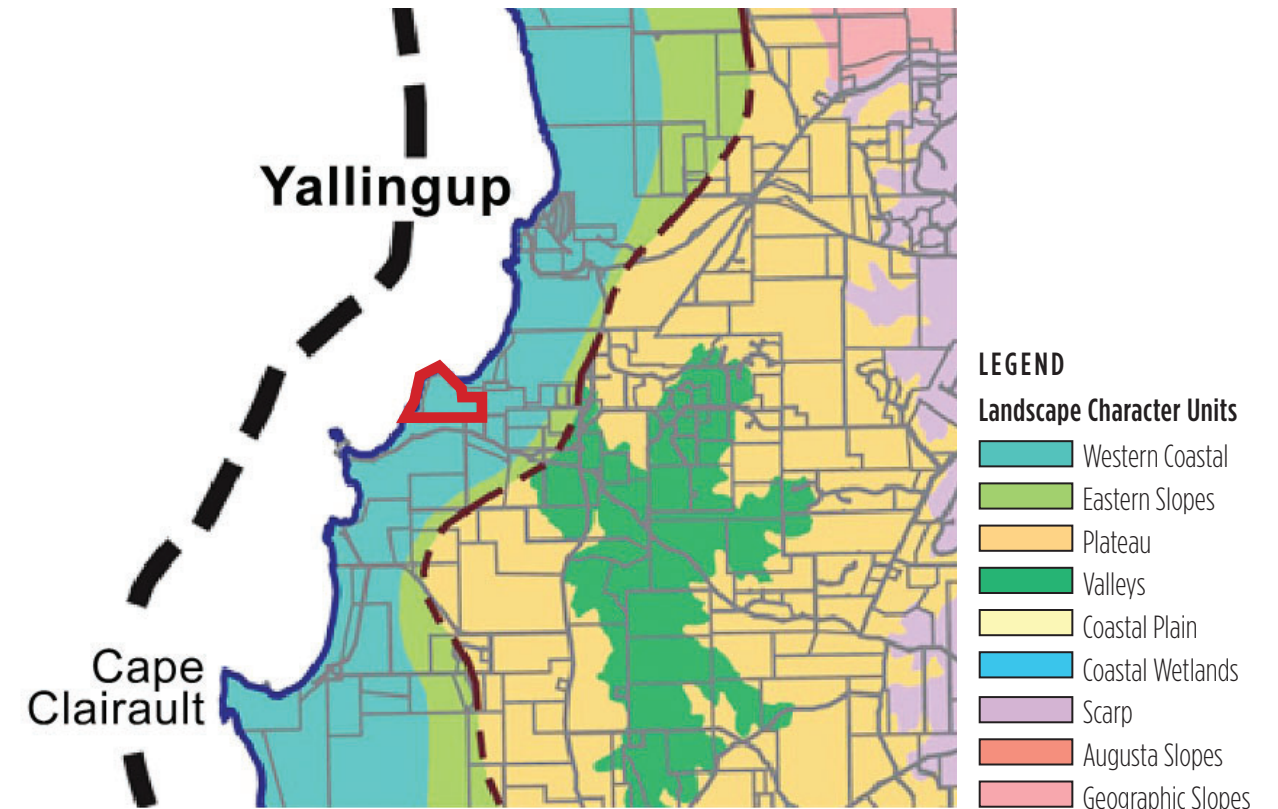 Yallingup
Cape
Clairault
LEGEND
Landscape Character Units
Western Coastal
Eastern Slopes
Plateau
Valleys
Coastal Plain
Coastal Wetlands
Scarp
Augusta Slopes
Geographic Slopes